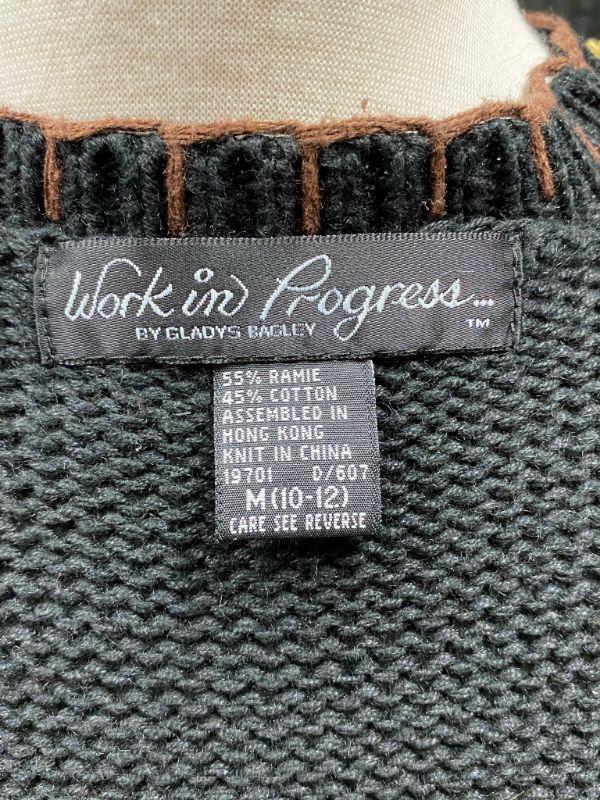 Work in Progress...
BY GLADYS BAGLEY
TM
55% RAMIE
45% COTTON
ASSEMBLED IN
HONG KONG
KNIT IN CHINA
19701 D/607
M (10-12)
CARE SEE REVERSE